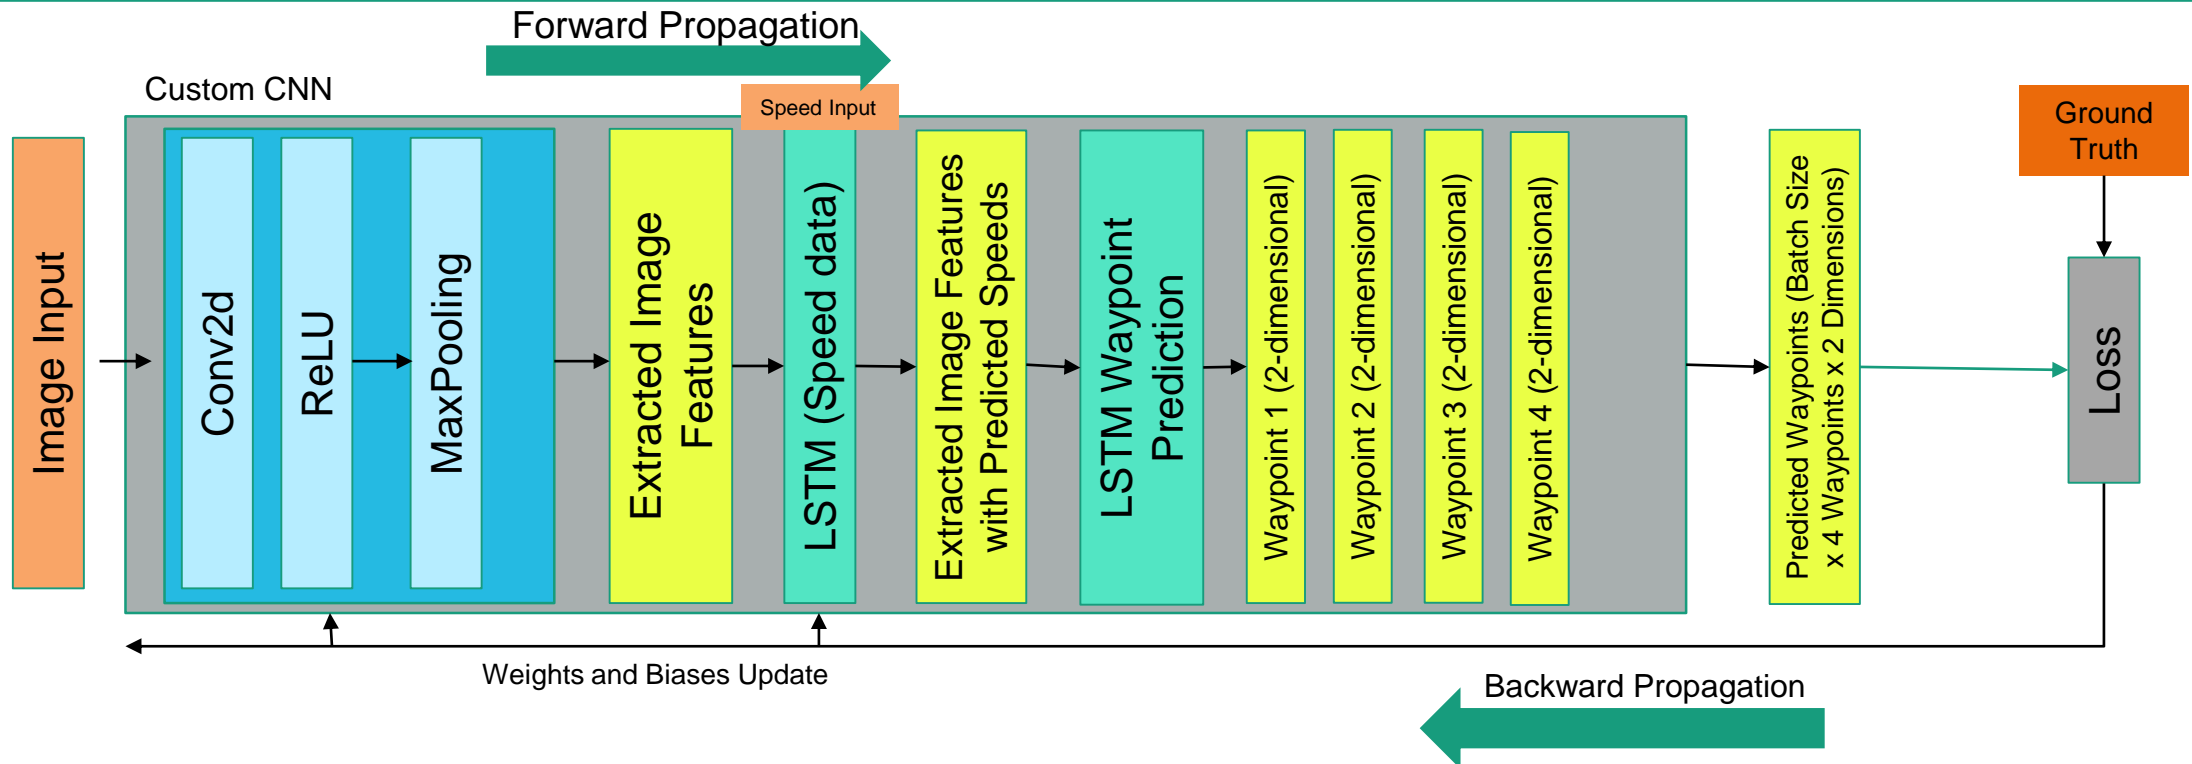 Forward Propagation
Custom CNN
Speed Input
Image Input
Conv2d
ReLU
MaxPooling
Extracted Image
Features
LSTM (Speed data)
Extracted Image Features
with Predicted Speeds
LSTM Waypoint
Prediction
Waypoint 1 (2-dimensional)
Waypoint 2 (2-dimensional)
Waypoint 3 (2-dimensional)
Waypoint 4 (2-dimensional)
Predicted Waypoints (Batch Size
x 4 Waypoints x 2 Dimensions)
Ground
Truth
Loss
Weights and Biases Update
Backward Propagation